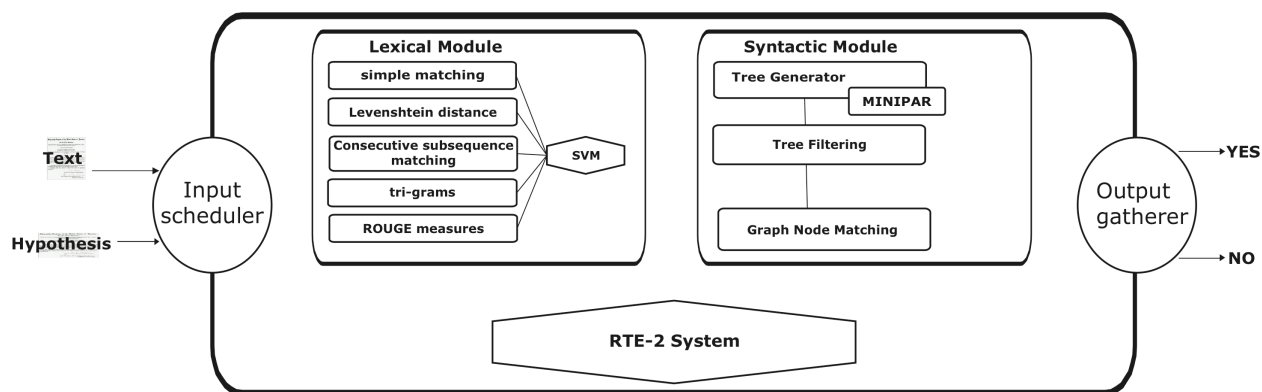 Lexical Module
simple matching
Levenshtein distance
Consecutive subsequence
matching
tri-grams
ROUGE measures
SVM
Syntactic Module
Tree Generator
MINIPAR
Tree Filtering
Graph Node Matching
Text
Hypothesis
Input
scheduler
Output
gatherer
YES
NO
RTE-2 System